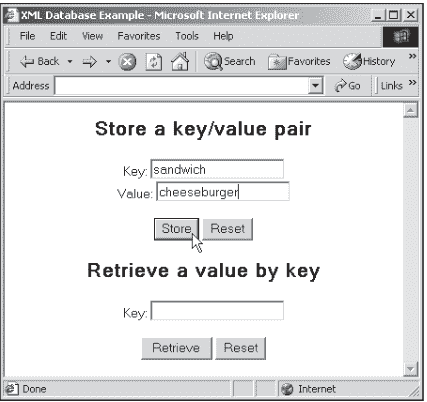 XML Database Example - Microsoft Internet Explorer
File Edit View Favorites Tools Help
Back Search Favorites History »
Address Go Links »
Store a key/value pair
Key: sandwich
Value: cheeseburger
Store Reset
Retrieve a value by key
Key:
Retrieve Reset
Done Internet